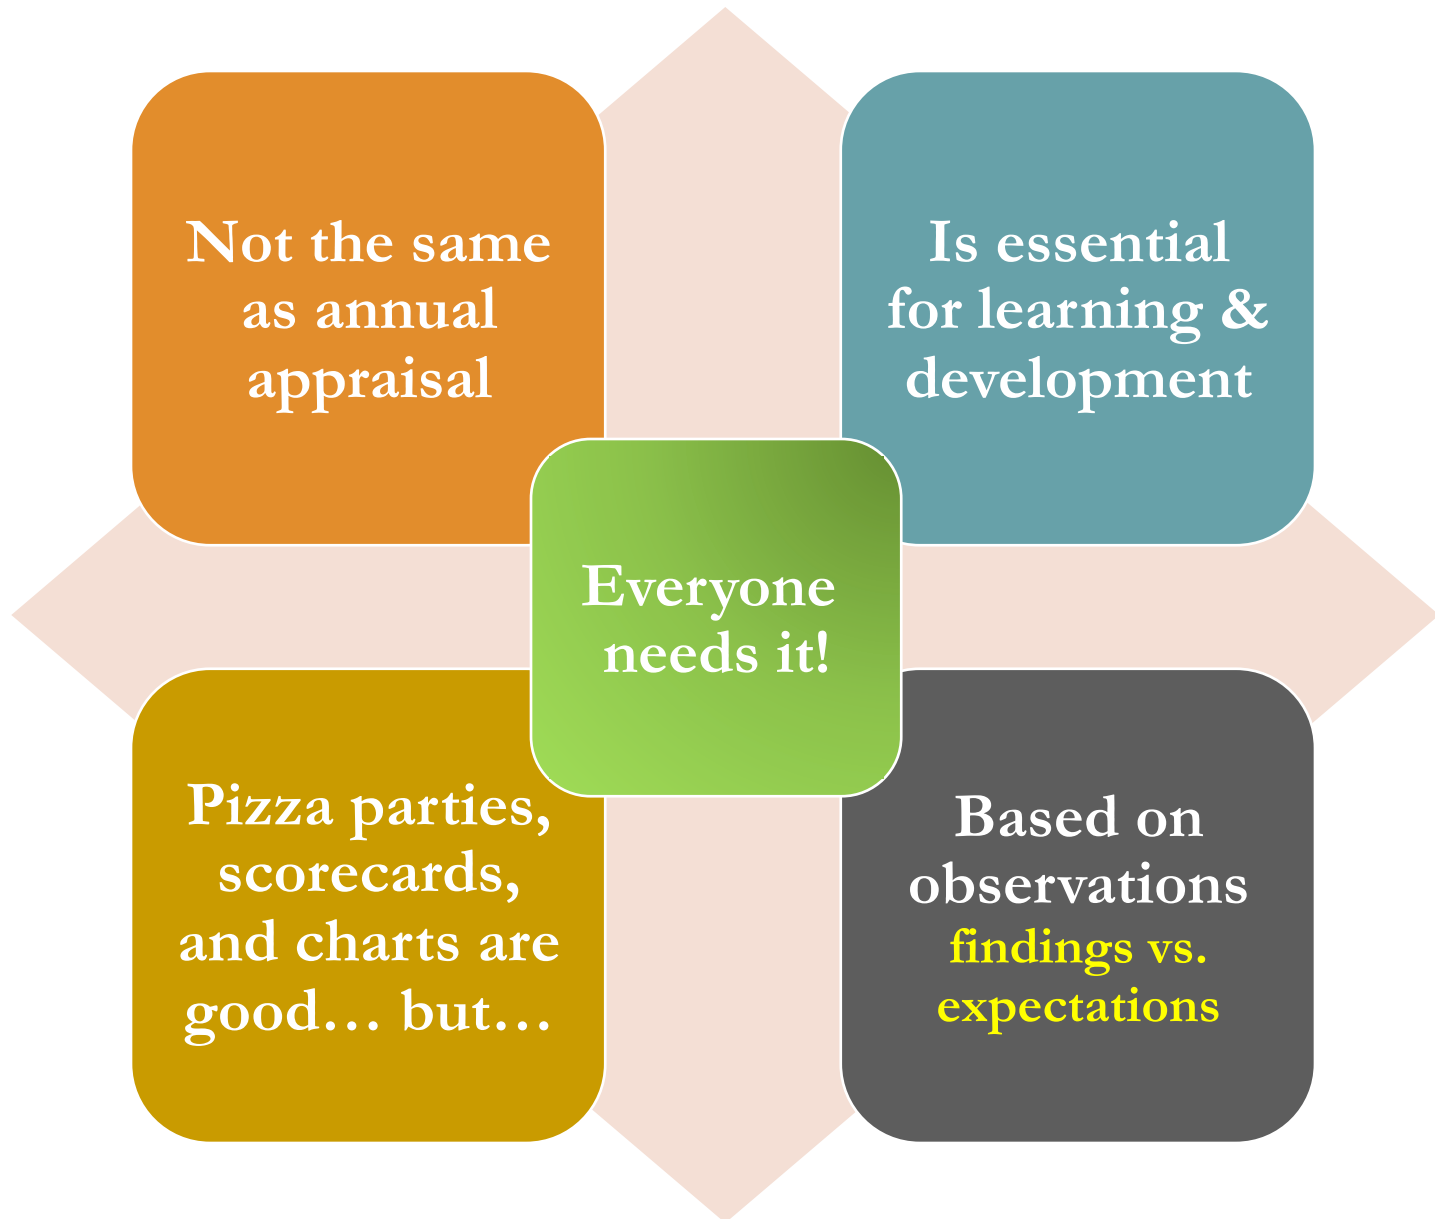 Not the same
as annual
appraisal
Is essential
for learning &
development
Everyone
needs it!
Pizza parties,
scorecards,
and charts are
good… but…
Based on
observations
findings vs.
expectations